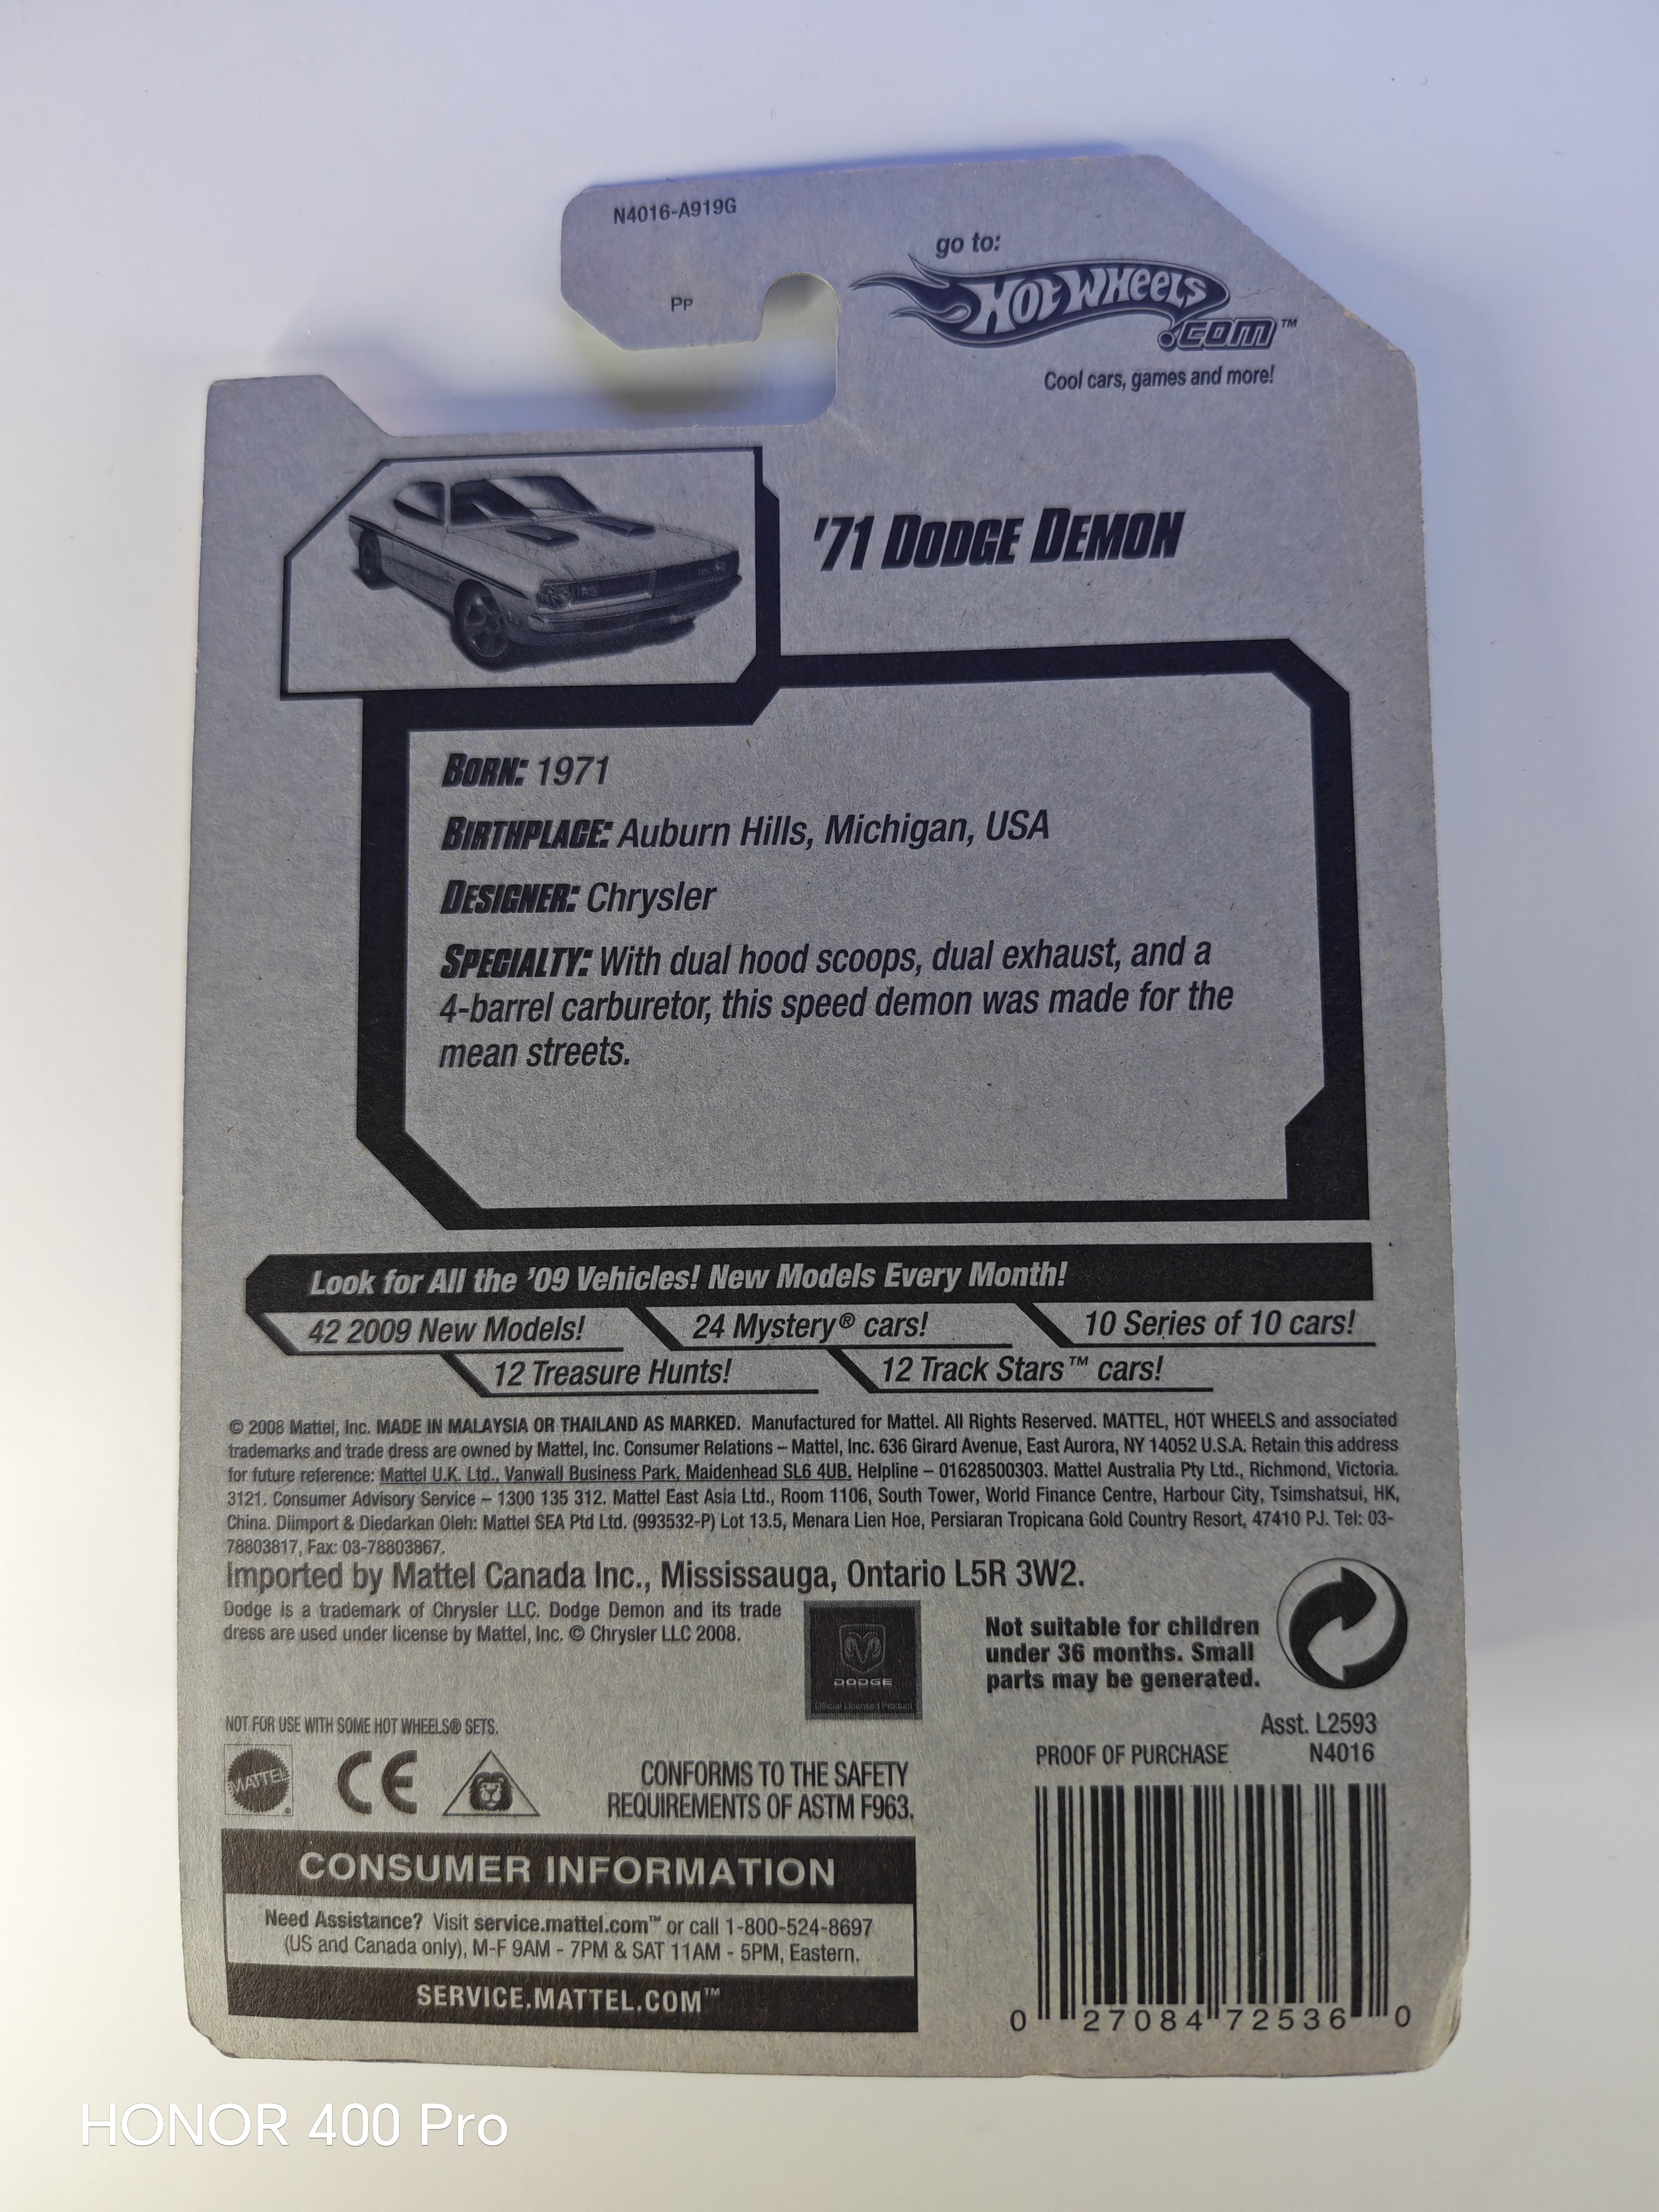 N4016-A919G
PP
go to:
HOT WHEELS
.COM™
Cool cars, games and more!
'71 DODGE DEMON
BORN: 1971
BIRTHPLACE: Auburn Hills, Michigan, USA
DESIGNER: Chrysler
SPECIALTY: With dual hood scoops, dual exhaust, and a
4-barrel carburetor, this speed demon was made for the
mean streets.
Look for All the '09 Vehicles! New Models Every Month!
42 2009 New Models! 24 Mystery® cars! 10 Series of 10 cars!
12 Treasure Hunts! 12 Track Stars™ cars!
© 2008 Mattel, Inc. MADE IN MALAYSIA OR THAILAND AS MARKED. Manufactured for Mattel. All Rights Reserved. MATTEL, HOT WHEELS and associated
trademarks and trade dress are owned by Mattel, Inc. Consumer Relations – Mattel, Inc. 636 Girard Avenue, East Aurora, NY 14052 U.S.A. Retain this address
for future reference: Mattel U.K. Ltd., Vanwall Business Park, Maidenhead SL6 4UB. Helpline – 01628500303. Mattel Australia Pty Ltd., Richmond, Victoria.
3121. Consumer Advisory Service – 1300 135 312. Mattel East Asia Ltd., Room 1106, South Tower, World Finance Centre, Harbour City, Tsimshatsui, HK,
China. Diimport & Diedarkan Oleh: Mattel SEA Ptd Ltd. (993532-P) Lot 13.5, Menara Lien Hoe, Persiaran Tropicana Gold Country Resort, 47410 PJ. Tel: 03-
78803817, Fax: 03-78803867.
Imported by Mattel Canada Inc., Mississauga, Ontario L5R 3W2.
Dodge is a trademark of Chrysler LLC. Dodge Demon and its trade
dress are used under license by Mattel, Inc. © Chrysler LLC 2008.
DODGE
Official Licensed Product
Not suitable for children
under 36 months. Small
parts may be generated.
NOT FOR USE WITH SOME HOT WHEELS® SETS.
MATTEL®
CE
CONFORMS TO THE SAFETY
REQUIREMENTS OF ASTM F963.
Asst. L2593
PROOF OF PURCHASE N4016
CONSUMER INFORMATION
Need Assistance? Visit service.mattel.com™ or call 1-800-524-8697
(US and Canada only), M-F 9AM - 7PM & SAT 11AM - 5PM, Eastern.
SERVICE.MATTEL.COM™
0 27084 72536 0
HONOR 400 Pro